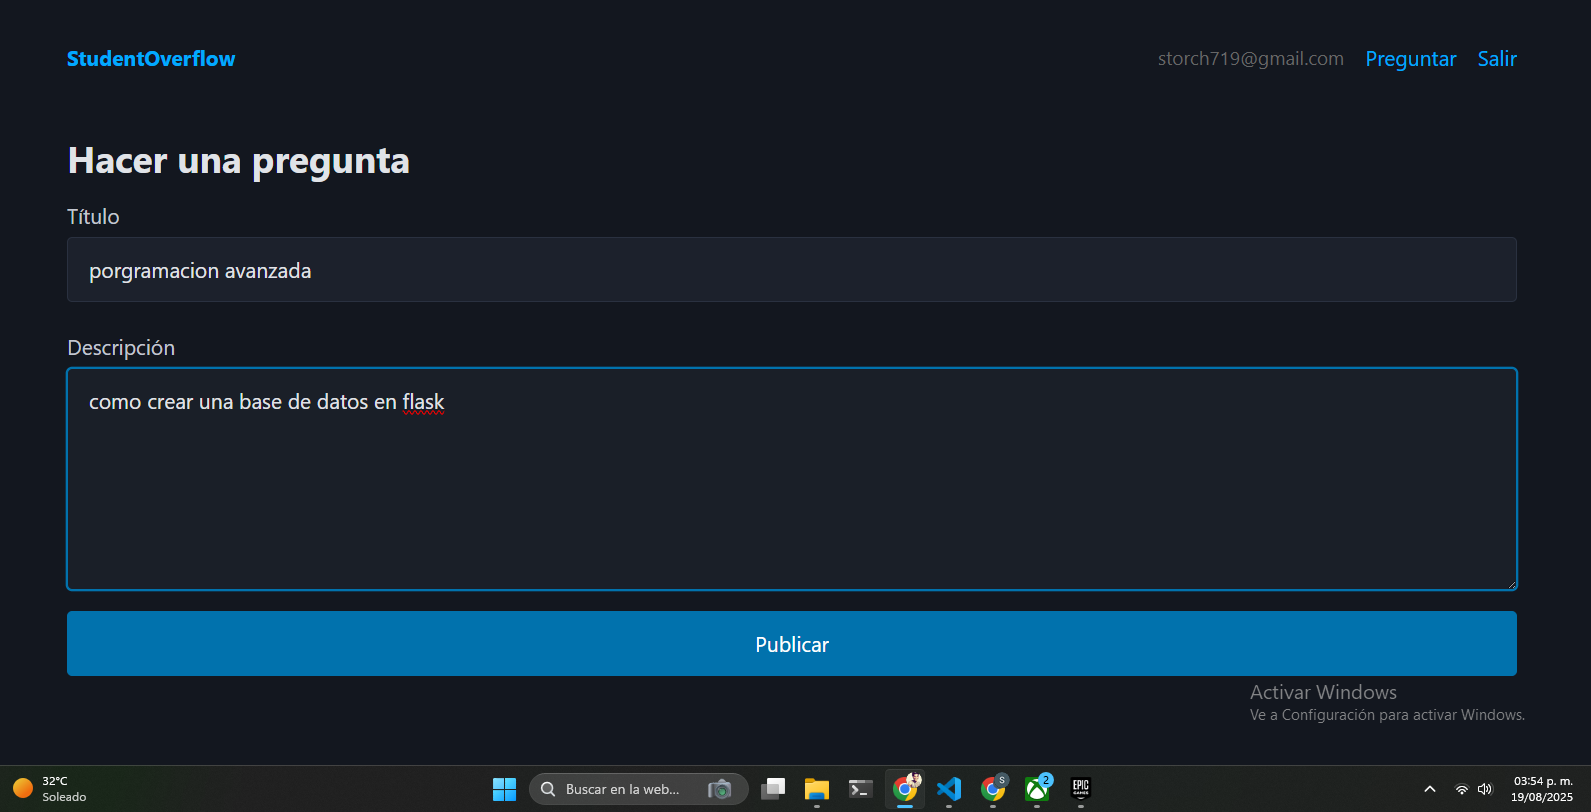 StudentOverflow
storch719@gmail.com Preguntar Salir
Hacer una pregunta
Título
porgramacion avanzada
Descripción
como crear una base de datos en flask
Publicar
Activar Windows
Ve a Configuración para activar Windows.
32°C
Soleado
Buscar en la web...
S
2
EPIC
GAMES
03:54 p. m.
19/08/2025